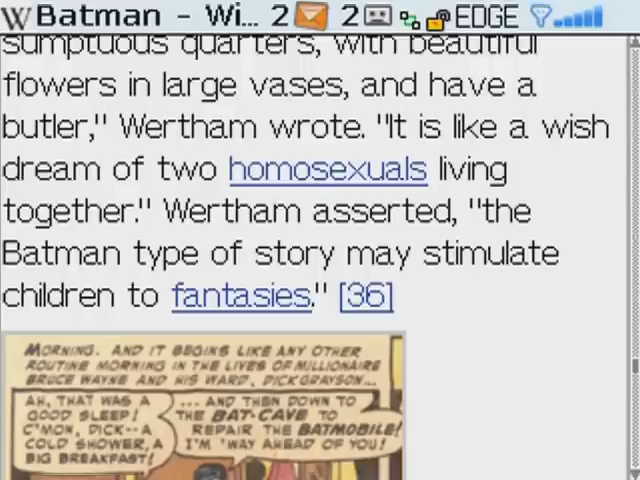 Batman - Wi... 2 2 EDGE
sumptuous quarters, with beautiful
flowers in large vases, and have a
butler," Wertham wrote. "It is like a wish
dream of two homosexuals living
together." Wertham asserted, "the
Batman type of story may stimulate
children to fantasies." [36]
MORNING. AND IT BEGINS LIKE ANY OTHER
ROUTINE MORNING IN THE LIVES OF MILLIONAIRE
BRUCE WAYNE AND HIS WARD, DICK GRAYSON...
AH, THAT WAS A
GOOD SLEEP!
C'MON, DICK--A
COLD SHOWER, A
BIG BREAKFAST!
... AND THEN DOWN TO
THE BAT-CAVE TO
REPAIR THE BATMOBILE!
I'M 'WAY AHEAD OF YOU!